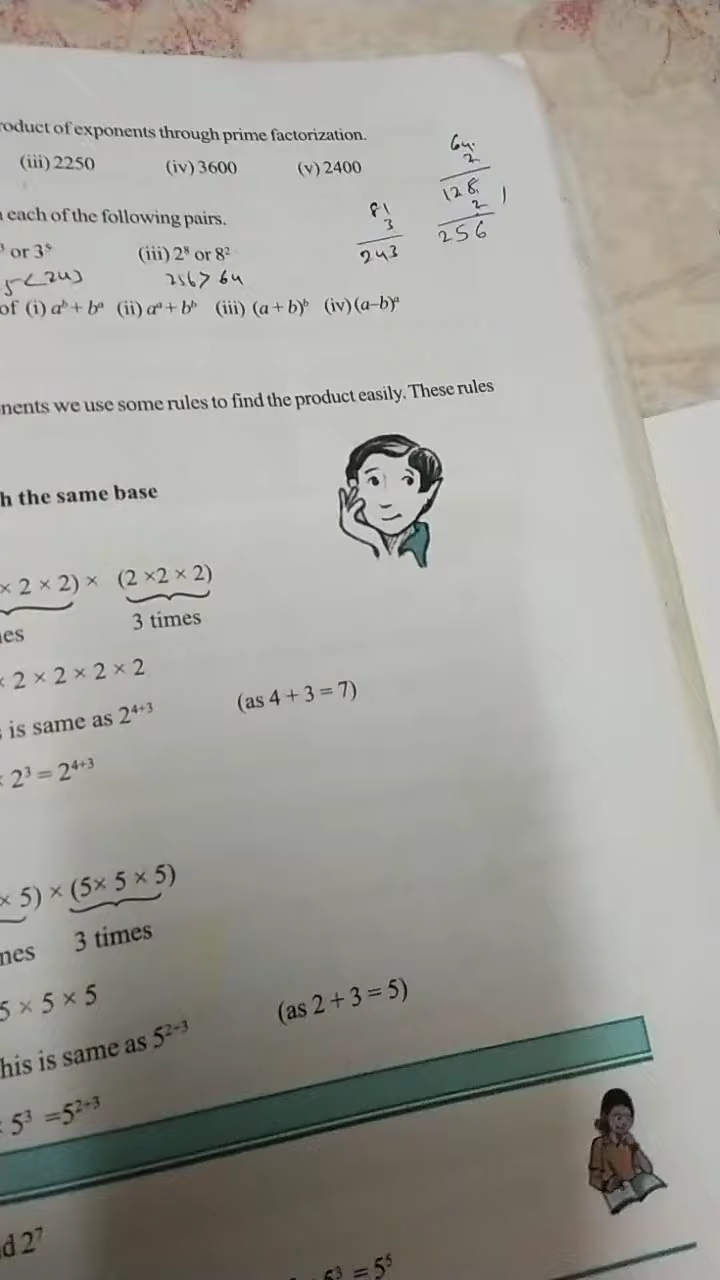 roduct of exponents through prime factorization.
(iii) 2250 (iv) 3600 (v) 2400
64
2
128
2
256
81
3
243
each of the following pairs.
³ or 3⁵ (iii) 2⁸ or 8²
5 < 243 256 > 64
of (i) aᵇ + bᵃ (ii) aᵃ + bᵇ (iii) (a + b)ᵇ (iv) (a–b)ᵃ
nents we use some rules to find the product easily. These rules
h the same base
× 2 × 2) × (2 ×2 × 2)
es 3 times
× 2 × 2 × 2 × 2
is same as 2⁴⁺³ (as 4 + 3 = 7)
× 2³ = 2⁴⁺³
× 5) × (5× 5 × 5)
mes 3 times
5 × 5 × 5
his is same as 5²⁺³ (as 2 + 3 = 5)
5³ =5²⁺³
d 2⁷
5³ = 5⁵